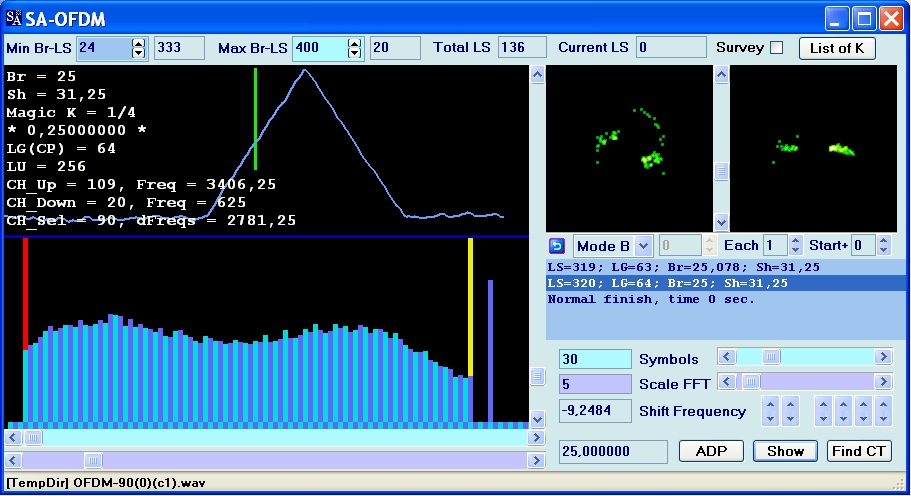 SA SA-OFDM
Min Br-LS 24 333 Max Br-LS 400 20 Total LS 136 Current LS 0 Survey List of K
Br = 25
Sh = 31,25
Magic K = 1/4
* 0,25000000 *
LG(CP) = 64
LU = 256
CH_Up = 109, Freq = 3406,25
CH_Down = 20, Freq = 625
CH_Sel = 90, dFreqs = 2781,25
Mode B 0 Each 1 Start+ 0
LS=319; LG=63; Br=25,078; Sh=31,25
LS=320; LG=64; Br=25; Sh=31,25
Normal finish, time 0 sec.
30 Symbols
5 Scale FFT
-9,2484 Shift Frequency
25,000000 ADP Show Find CT
[TempDir] OFDM-90(0)(c1).wav